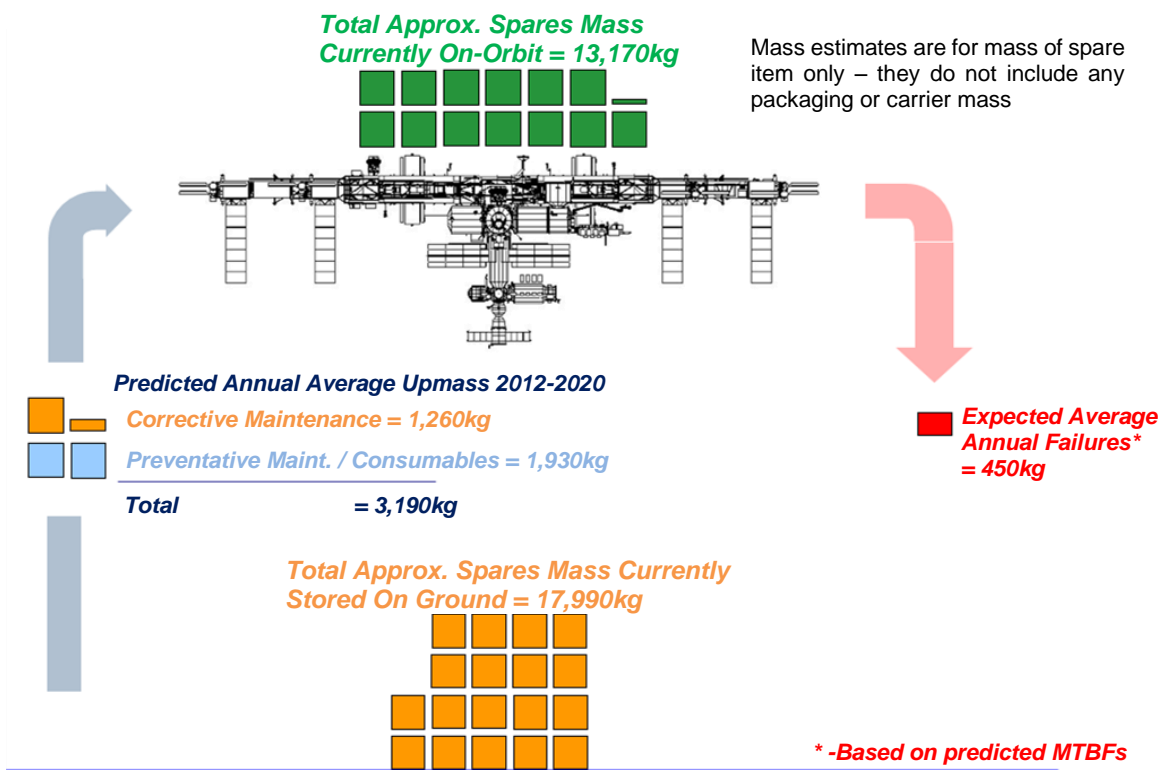 Total Approx. Spares Mass
Currently On-Orbit = 13,170kg
Mass estimates are for mass of spare
item only – they do not include any
packaging or carrier mass
Predicted Annual Average Upmass 2012-2020
Corrective Maintenance = 1,260kg
Preventative Maint. / Consumables = 1,930kg
Total = 3,190kg
Expected Average
Annual Failures*
= 450kg
Total Approx. Spares Mass Currently
Stored On Ground = 17,990kg
* -Based on predicted MTBFs